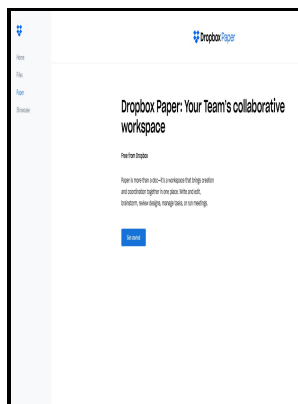 Dropbox Paper
Home
Files
Paper
Showcase
Dropbox Paper: Your Team's collaborative
workspace
Free from Dropbox
Paper is more than a doc—it's a workspace that brings creation
and coordination together in one place. Write and edit,
brainstorm, review designs, manage tasks, or run meetings.
Get started